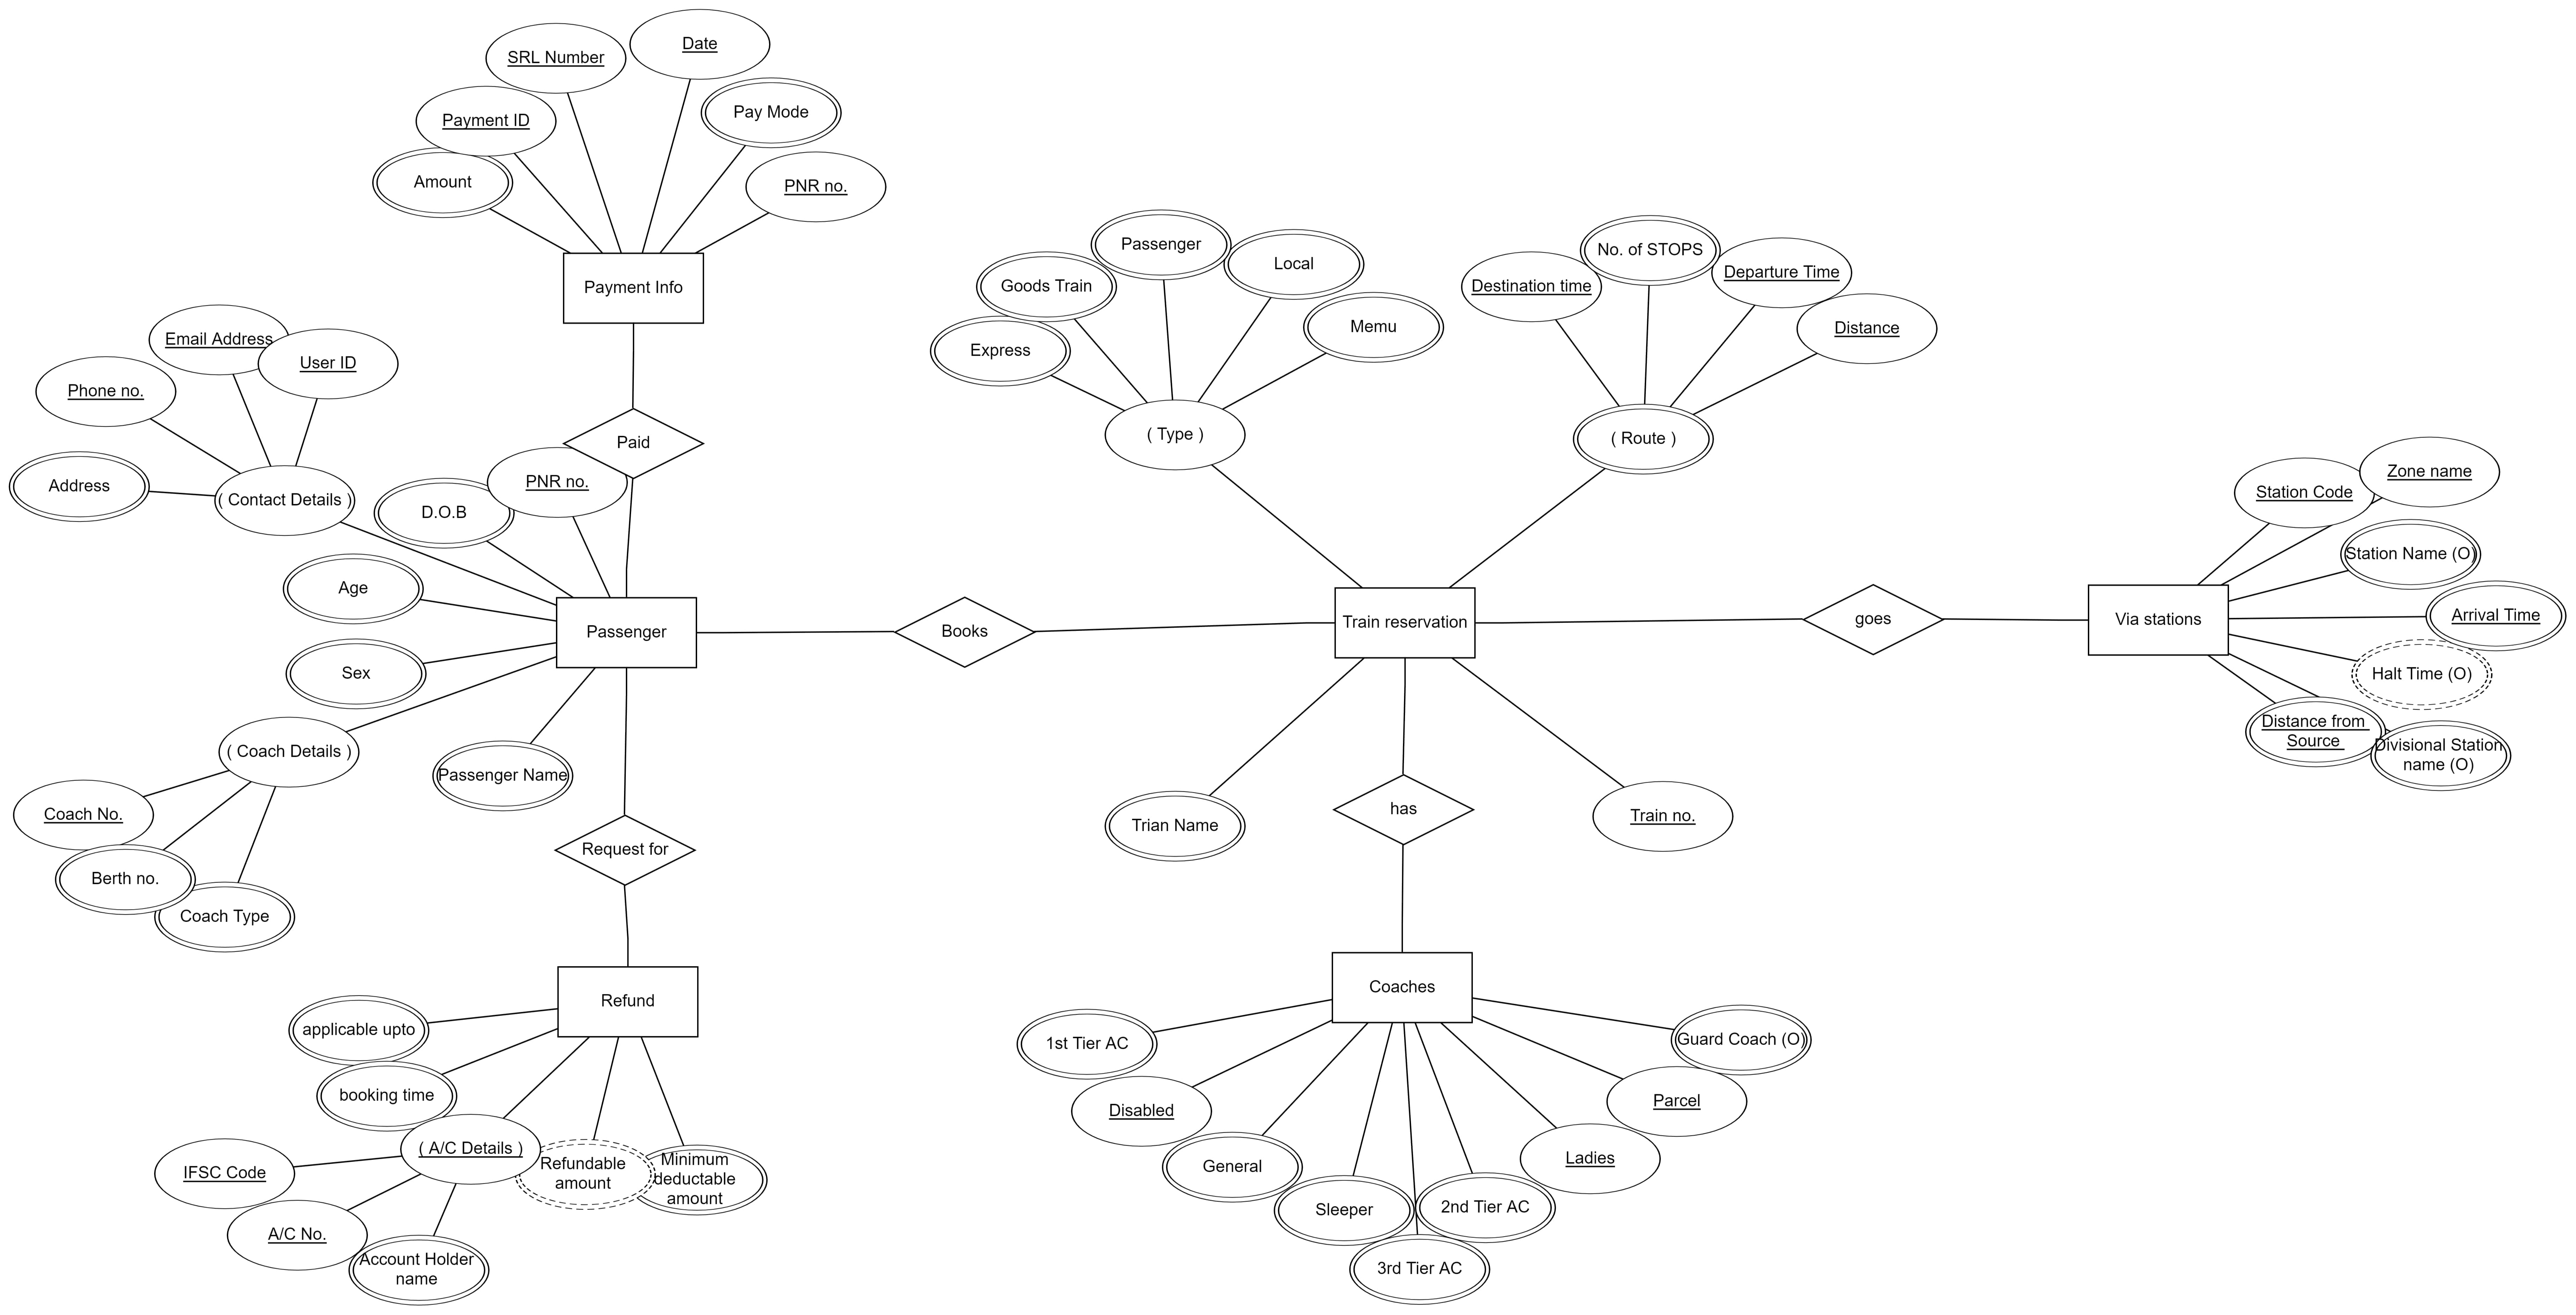 Date
SRL Number
Pay Mode
Payment ID
Amount
PNR no.
Payment Info
Paid
Email Address
User ID
Phone no.
Address
( Contact Details )
D.O.B
PNR no.
Age
Sex
Passenger
( Coach Details )
Coach No.
Berth no.
Coach Type
Passenger Name
Request for
Refund
applicable upto
booking time
( A/C Details )
IFSC Code
A/C No.
Account Holder
name
Refundable
amount
Minimum
deductable
amount
Books
Passenger
Local
Goods Train
Memu
Express
( Type )
No. of STOPS
Departure Time
Destination time
Distance
( Route )
Train reservation
Trian Name
Train no.
has
Coaches
1st Tier AC
Disabled
General
Sleeper
3rd Tier AC
2nd Tier AC
Ladies
Parcel
Guard Coach (O)
goes
Via stations
Zone name
Station Code
Station Name (O)
Arrival Time
Halt Time (O)
Distance from
Source
Divisional Station
name (O)